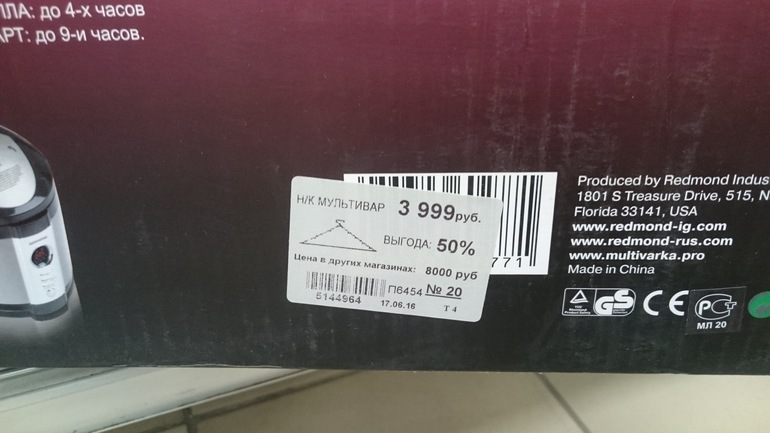 ЛЛА: до 4-х часов
АРТ: до 9-и часов.
Н/К МУЛЬТИВАР 3 999руб.
ВЫГОДА: 50%
Цена в других магазинах: 8000 руб
П6454 № 20
5144964 17.06.16 Т 4
771
Produced by Redmond Indus
1801 S Treasure Drive, 515, N
Florida 33141, USA
www.redmond-ig.com
www.redmond-rus.com
www.multivarka.pro
Made in China
GS CE РСТ
МЛ 20